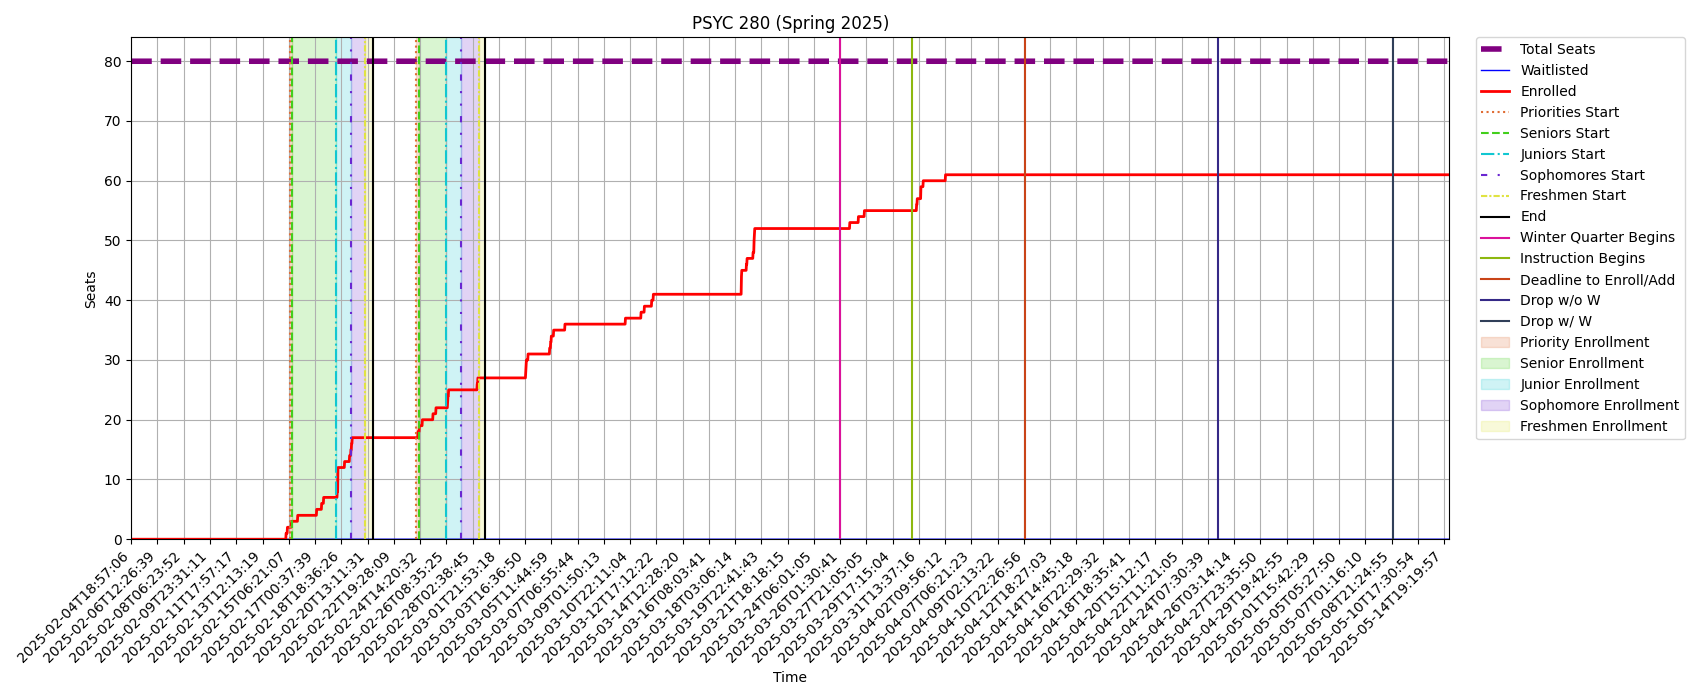 PSYC 280 (Spring 2025)
Seats
80
70
60
50
40
30
20
10
0
2025-02-04T18:57:06
2025-02-06T12:26:39
2025-02-08T06:23:52
2025-02-09T23:31:11
2025-02-11T17:57:17
2025-02-13T12:13:19
2025-02-15T06:21:07
2025-02-17T00:37:39
2025-02-18T18:36:26
2025-02-20T13:11:31
2025-02-22T19:28:09
2025-02-24T14:20:32
2025-02-26T08:35:25
2025-02-28T02:38:45
2025-03-01T21:53:18
2025-03-03T16:36:50
2025-03-05T11:44:59
2025-03-07T06:55:44
2025-03-09T01:50:13
2025-03-10T22:11:04
2025-03-12T17:12:22
2025-03-14T12:28:20
2025-03-16T08:03:41
2025-03-18T03:06:14
2025-03-19T22:41:43
2025-03-21T18:18:15
2025-03-24T06:01:05
2025-03-26T01:30:41
2025-03-27T21:05:05
2025-03-29T17:15:04
2025-03-31T13:37:16
2025-04-02T09:56:12
2025-04-07T06:21:23
2025-04-09T02:13:22
2025-04-10T22:26:56
2025-04-12T18:27:03
2025-04-14T14:45:18
2025-04-16T22:29:32
2025-04-18T18:35:41
2025-04-20T15:12:17
2025-04-22T11:21:05
2025-04-24T07:30:39
2025-04-26T03:14:14
2025-04-27T23:35:50
2025-04-29T19:42:55
2025-05-01T15:42:29
2025-05-05T05:27:50
2025-05-07T01:16:10
2025-05-08T21:24:55
2025-05-10T17:30:54
2025-05-14T19:19:57
Time
Total Seats
Waitlisted
Enrolled
Priorities Start
Seniors Start
Juniors Start
Sophomores Start
Freshmen Start
End
Winter Quarter Begins
Instruction Begins
Deadline to Enroll/Add
Drop w/o W
Drop w/ W
Priority Enrollment
Senior Enrollment
Junior Enrollment
Sophomore Enrollment
Freshmen Enrollment